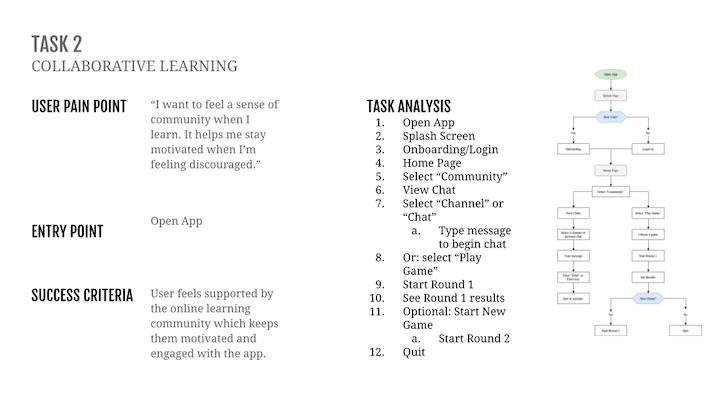 TASK 2
COLLABORATIVE LEARNING
USER PAIN POINT
“I want to feel a sense of
community when I
learn. It helps me stay
motivated when I’m
feeling discouraged.”
ENTRY POINT
Open App
SUCCESS CRITERIA
User feels supported by
the online learning
community which keeps
them motivated and
engaged with the app.
TASK ANALYSIS
1. Open App
2. Splash Screen
3. Onboarding/Login
4. Home Page
5. Select “Community”
6. View Chat
7. Select “Channel” or
“Chat”
a. Type message
to begin chat
8. Or: select “Play
Game”
9. Start Round 1
10. See Round 1 results
11. Optional: Start New
Game
a. Start Round 2
12. Quit
Open App
Splash Page
New User?
Yes
No
Onboarding
Log In
Home Page
Select "Community"
View Chats
Select "Play Game"
Select a channel or
personal chat
Choose a game
Type message
Start Round 1
Press "Send" or
Enter key
See Results
Quit or continue
New Game?
Yes
No
Start Round 2
Quit